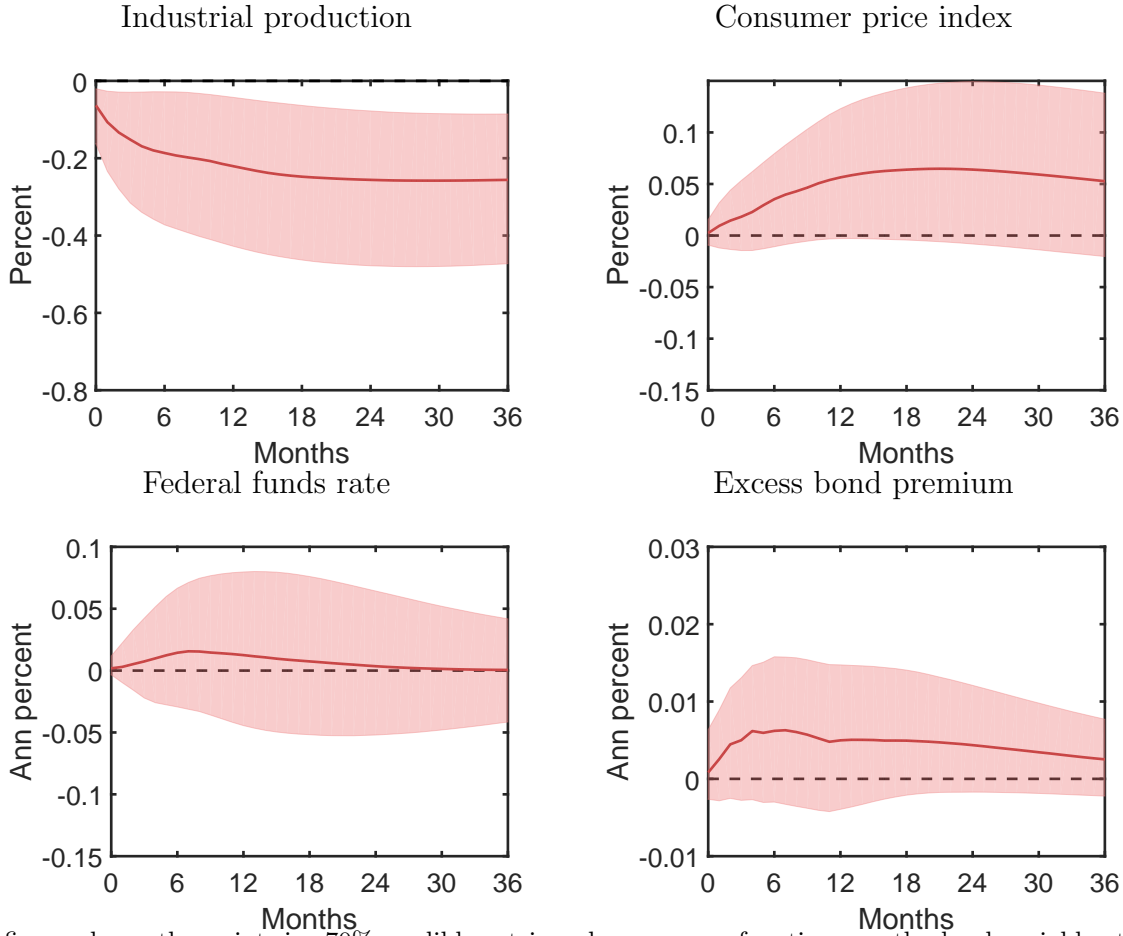 Industrial production
Consumer price index
0
-0.2
-0.4
-0.6
-0.8
Percent
0 6 12 18 24 30 36
Months
0.1
0.05
0
-0.05
-0.1
-0.15
Percent
0 6 12 18 24 30 36
Months
Federal funds rate
Excess bond premium
0.1
0.05
0
-0.05
-0.1
-0.15
Ann percent
0 6 12 18 24 30 36
Months
0.03
0.02
0.01
0
-0.01
Ann percent
0 6 12 18 24 30 36
Months